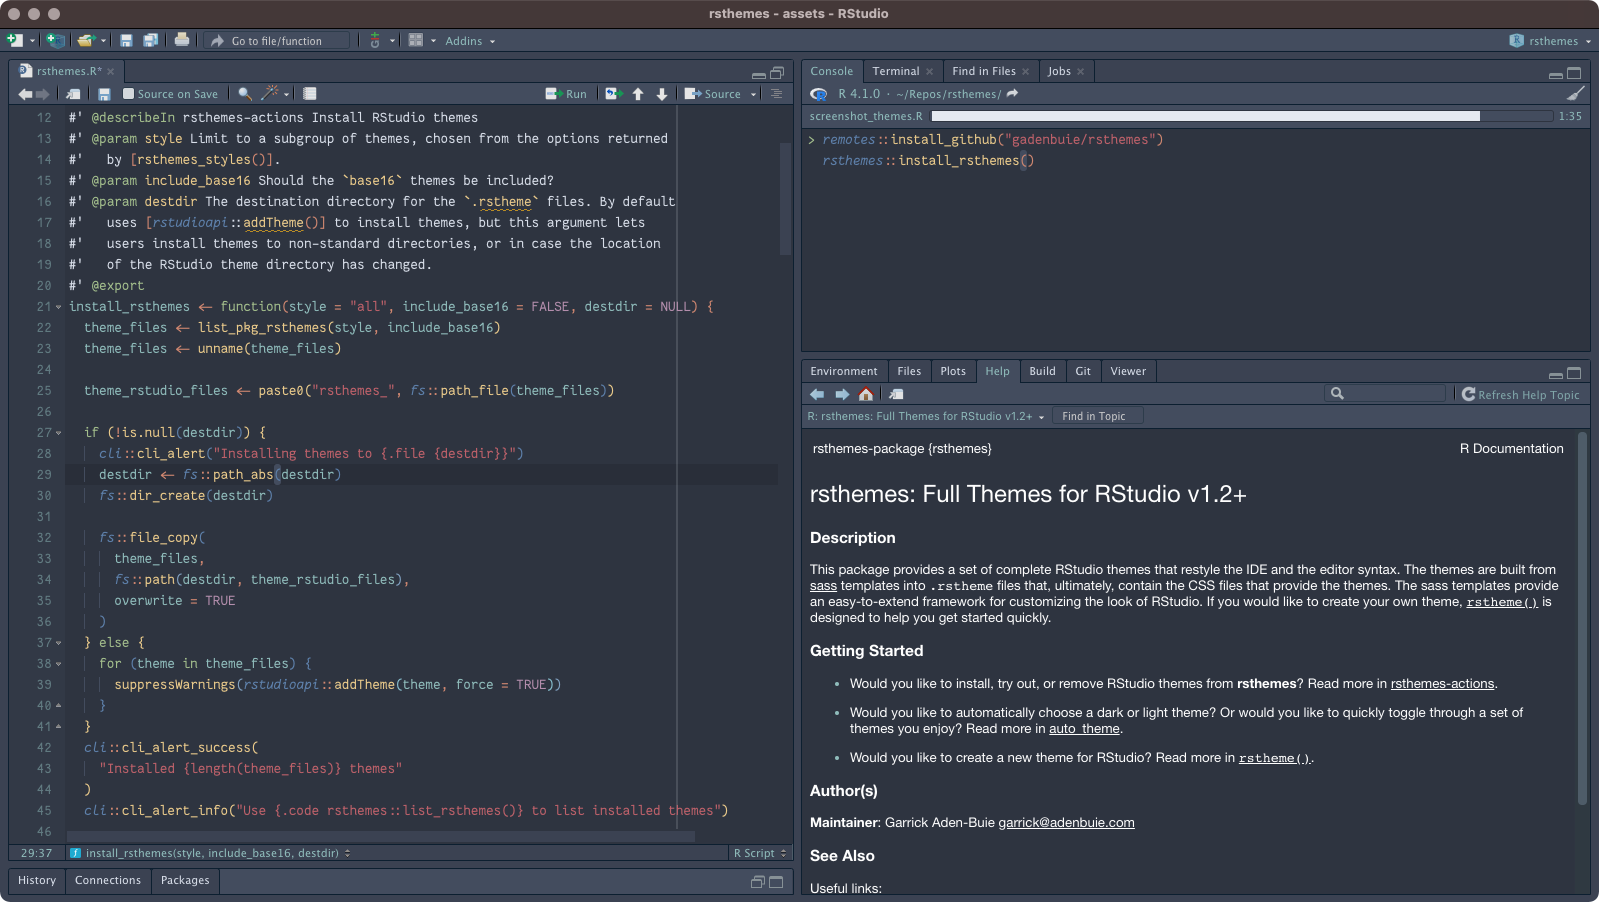 rsthemes - assets - RStudio
Go to file/function
Addins
rsthemes
rsthemes.R*
Source on Save
Run
Source
12 #' @describeIn rsthemes-actions Install RStudio themes
13 #' @param style Limit to a subgroup of themes, chosen from the options returned
14 #'   by [rsthemes_styles()].
15 #' @param include_base16 Should the `base16` themes be included?
16 #' @param destdir The destination directory for the `.rstheme` files. By default
17 #'   uses [rstudioapi::addTheme()] to install themes, but this argument lets
18 #'   users install themes to non-standard directories, or in case the location
19 #'   of the RStudio theme directory has changed.
20 #' @export
21 install_rsthemes <- function(style = "all", include_base16 = FALSE, destdir = NULL) {
22   theme_files <- list_pkg_rsthemes(style, include_base16)
23   theme_files <- unname(theme_files)
24
25   theme_rstudio_files <- paste0("rsthemes_", fs::path_file(theme_files))
26
27   if (!is.null(destdir)) {
28     cli::cli_alert("Installing themes to {.file {destdir}}")
29     destdir <- fs::path_abs(destdir)
30     fs::dir_create(destdir)
31
32     fs::file_copy(
33       theme_files,
34       fs::path(destdir, theme_rstudio_files),
35       overwrite = TRUE
36     )
37   } else {
38     for (theme in theme_files) {
39       suppressWarnings(rstudioapi::addTheme(theme, force = TRUE))
40     }
41   }
42   cli::cli_alert_success(
43     "Installed {length(theme_files)} themes"
44   )
45   cli::cli_alert_info("Use {.code rsthemes::list_rsthemes()} to list installed themes")
46
29:37 install_rsthemes(style, include_base16, destdir) R Script
History Connections Packages
Console Terminal Find in Files Jobs
R 4.1.0 · ~/Repos/rsthemes/
screenshot_themes.R 1:35
> remotes::install_github("gadenbuie/rsthemes")
rsthemes::install_rsthemes()
Environment Files Plots Help Build Git Viewer
Refresh Help Topic
R: rsthemes: Full Themes for RStudio v1.2+ Find in Topic
rsthemes-package {rsthemes} R Documentation
rsthemes: Full Themes for RStudio v1.2+
Description
This package provides a set of complete RStudio themes that restyle the IDE and the editor syntax. The themes are built from
sass templates into .rstheme files that, ultimately, contain the CSS files that provide the themes. The sass templates provide
an easy-to-extend framework for customizing the look of RStudio. If you would like to create your own theme, rstheme() is
designed to help you get started quickly.
Getting Started
• Would you like to install, try out, or remove RStudio themes from rsthemes? Read more in rsthemes-actions.
• Would you like to automatically choose a dark or light theme? Or would you like to quickly toggle through a set of
themes you enjoy? Read more in auto_theme.
• Would you like to create a new theme for RStudio? Read more in rstheme().
Author(s)
Maintainer: Garrick Aden-Buie garrick@adenbuie.com
See Also
Useful links: